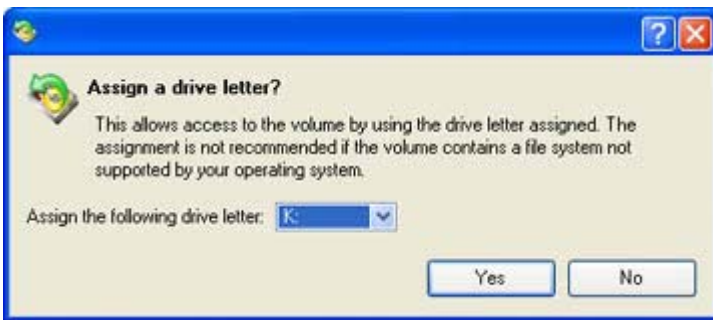 Assign a drive letter?
This allows access to the volume by using the drive letter assigned. The
assignment is not recommended if the volume contains a file system not
supported by your operating system.
Assign the following drive letter: K:
Yes No